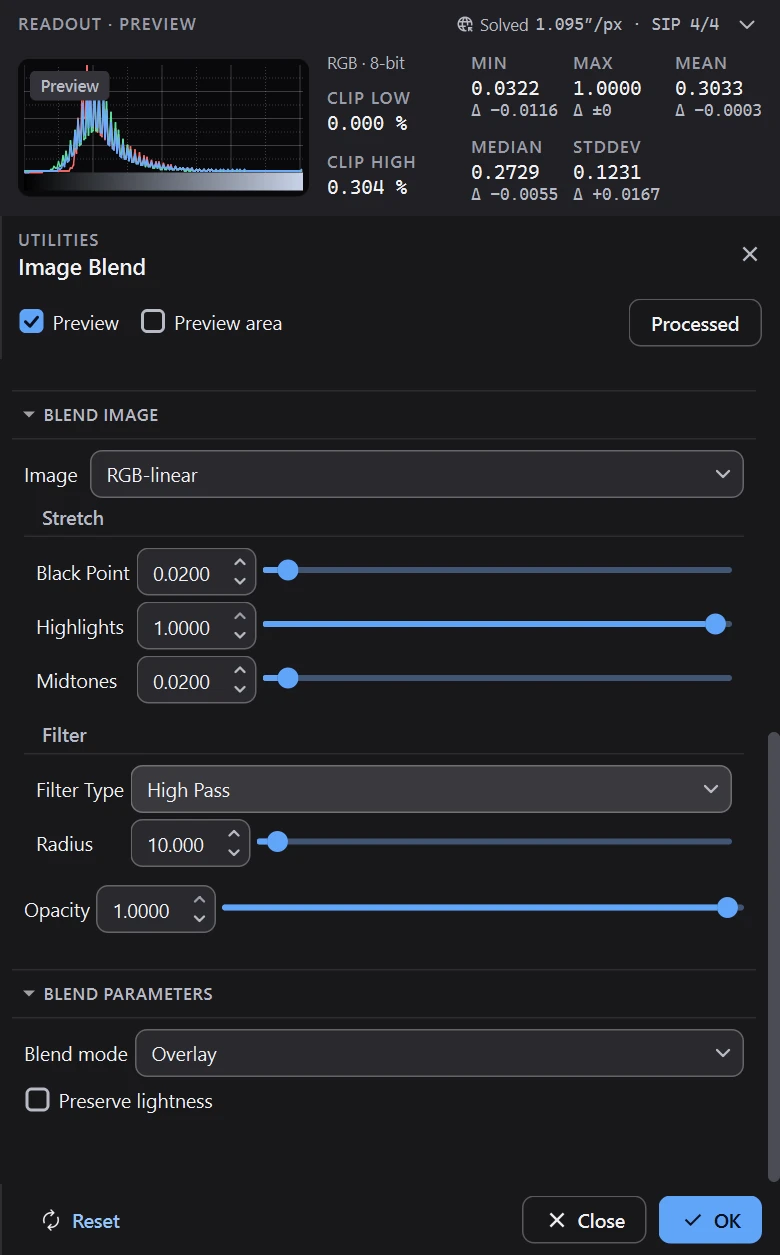 READOUT · PREVIEW
Solved 1.095″/px · SIP 4/4
Preview
RGB · 8-bit
CLIP LOW
0.000 %
CLIP HIGH
0.304 %
MIN MAX MEAN
0.0322 1.0000 0.3033
Δ −0.0116 Δ ±0 Δ −0.0003
MEDIAN STDDEV
0.2729 0.1231
Δ −0.0055 Δ +0.0167
UTILITIES
Image Blend
Preview Preview area Processed
BLEND IMAGE
Image RGB-linear
Stretch
Black Point 0.0200
Highlights 1.0000
Midtones 0.0200
Filter
Filter Type High Pass
Radius 10.000
Opacity 1.0000
BLEND PARAMETERS
Blend mode Overlay
Preserve lightness
Reset Close OK